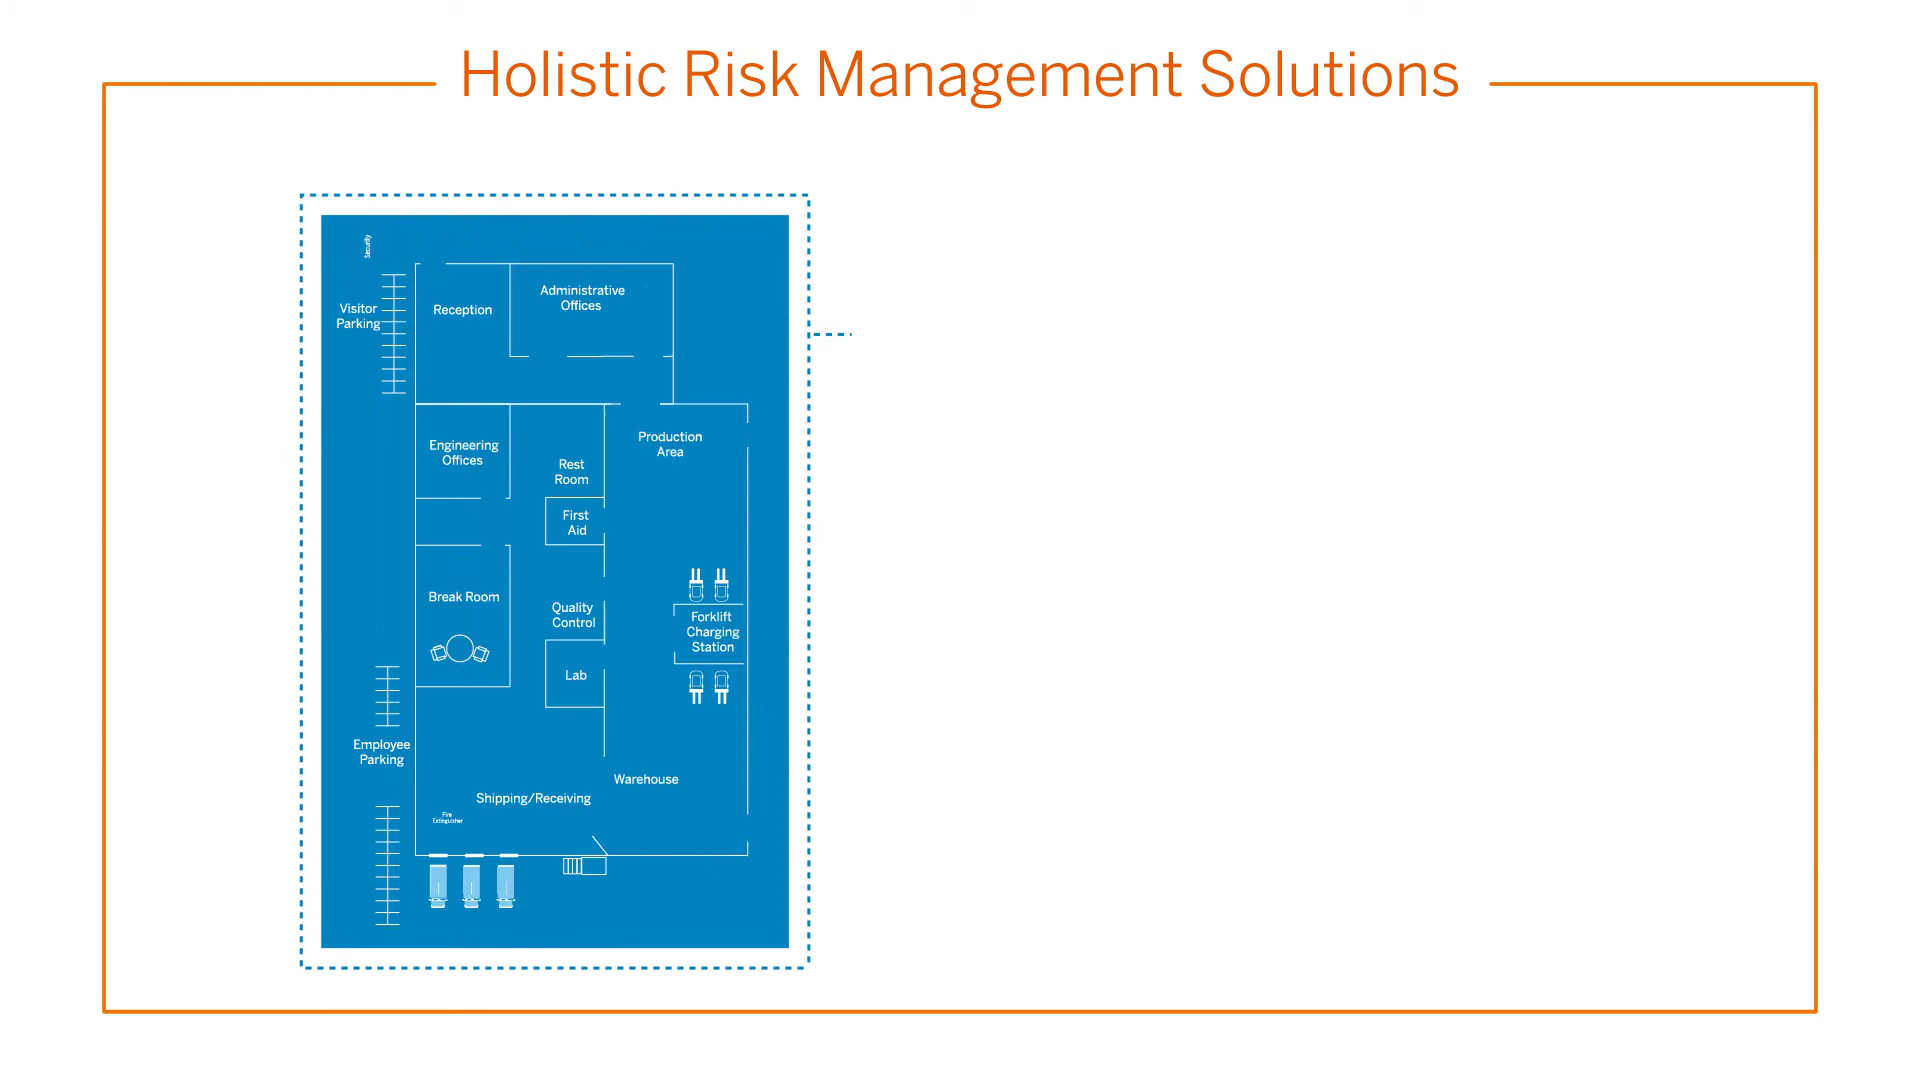 Holistic Risk Management Solutions
Security
Visitor
Parking
Reception
Administrative
Offices
Engineering
Offices
Production
Area
Rest
Room
First
Aid
Break Room
Quality
Control
Forklift
Charging
Station
Lab
Employee
Parking
Warehouse
Shipping/Receiving
Fire
Extinguisher